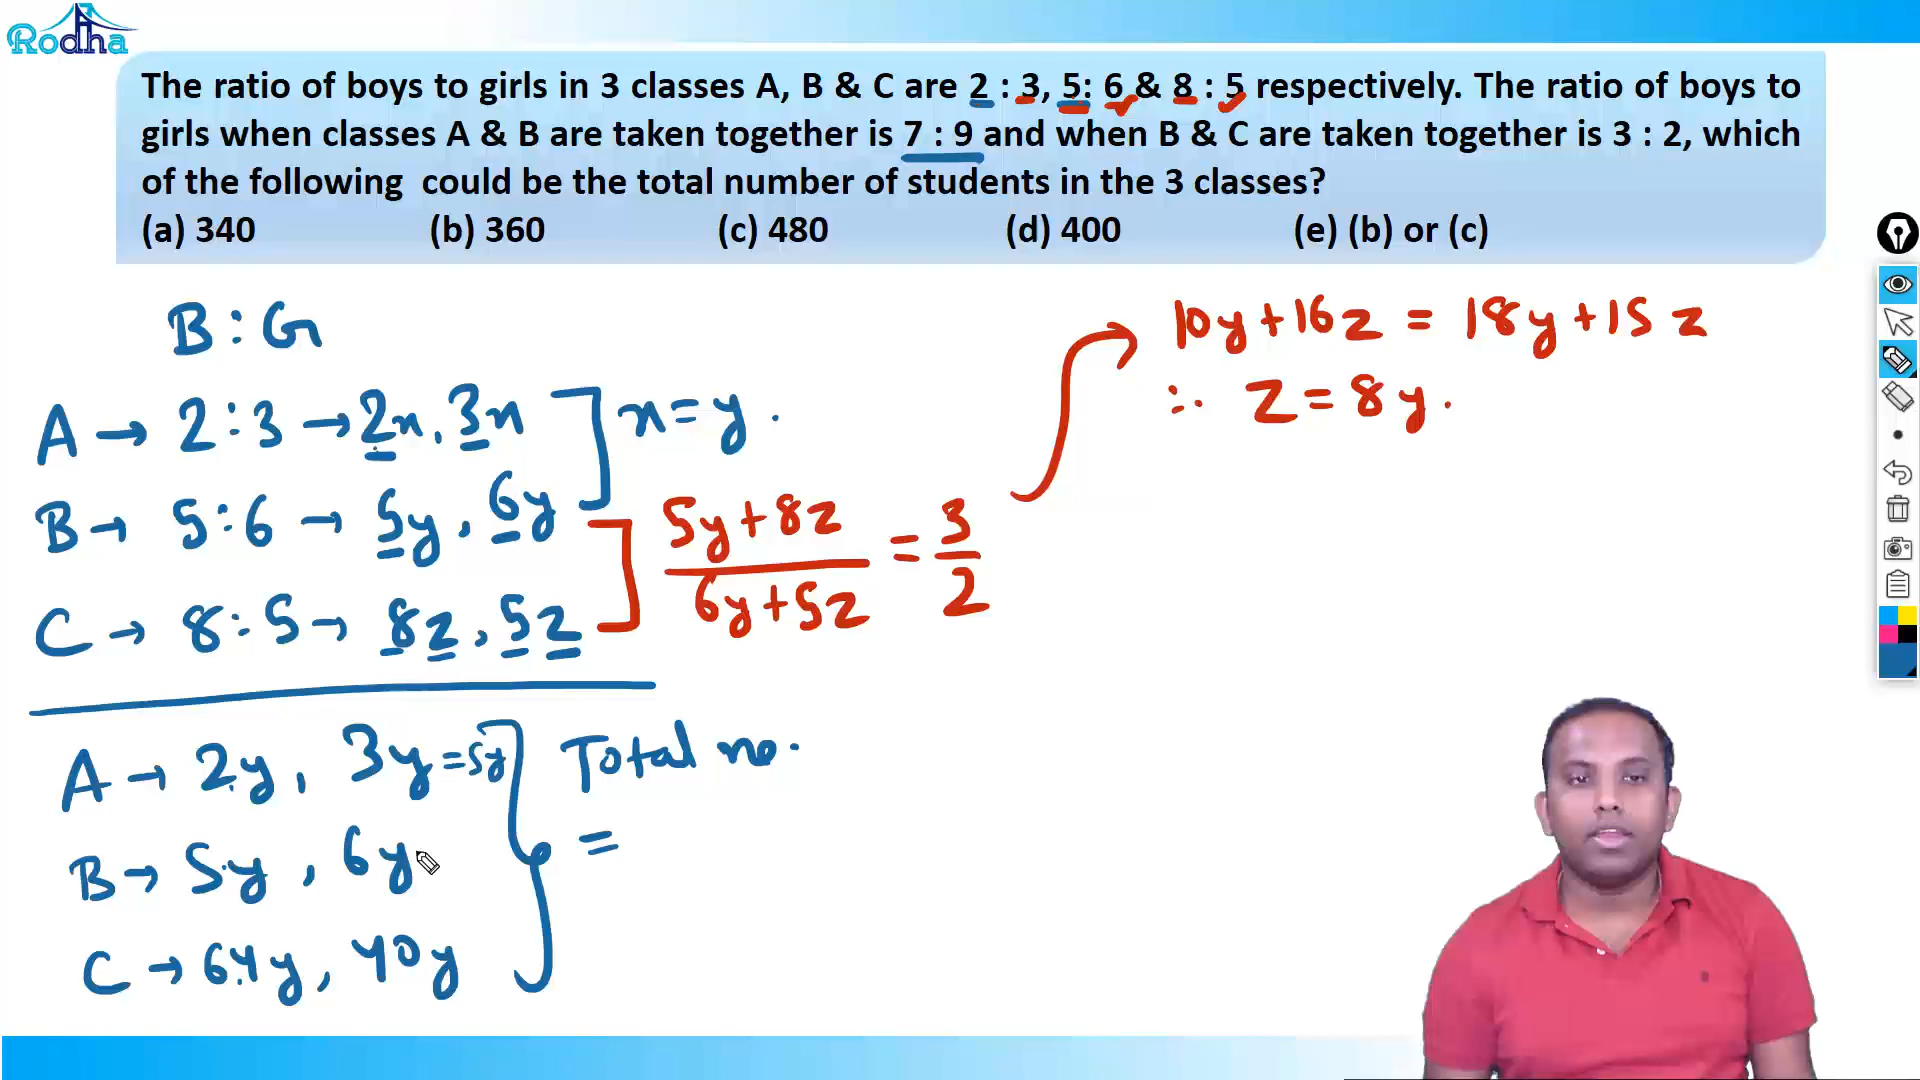 Rodha
The ratio of boys to girls in 3 classes A, B & C are 2 : 3, 5: 6 & 8 : 5 respectively. The ratio of boys to
girls when classes A & B are taken together is 7 : 9 and when B & C are taken together is 3 : 2, which
of the following could be the total number of students in the 3 classes?
(a) 340 (b) 360 (c) 480 (d) 400 (e) (b) or (c)
B : G
A → 2 : 3 → 2x, 3x
x = y.
B → 5 : 6 → 5y, 6y
C → 8 : 5 → 8z, 5z
5y + 8z / 6y + 5z = 3 / 2
10y + 16z = 18y + 15z
∴ z = 8y.
A → 2y, 3y = 5y
B → 5y, 6y
C → 64y, 40y
Total no.
=